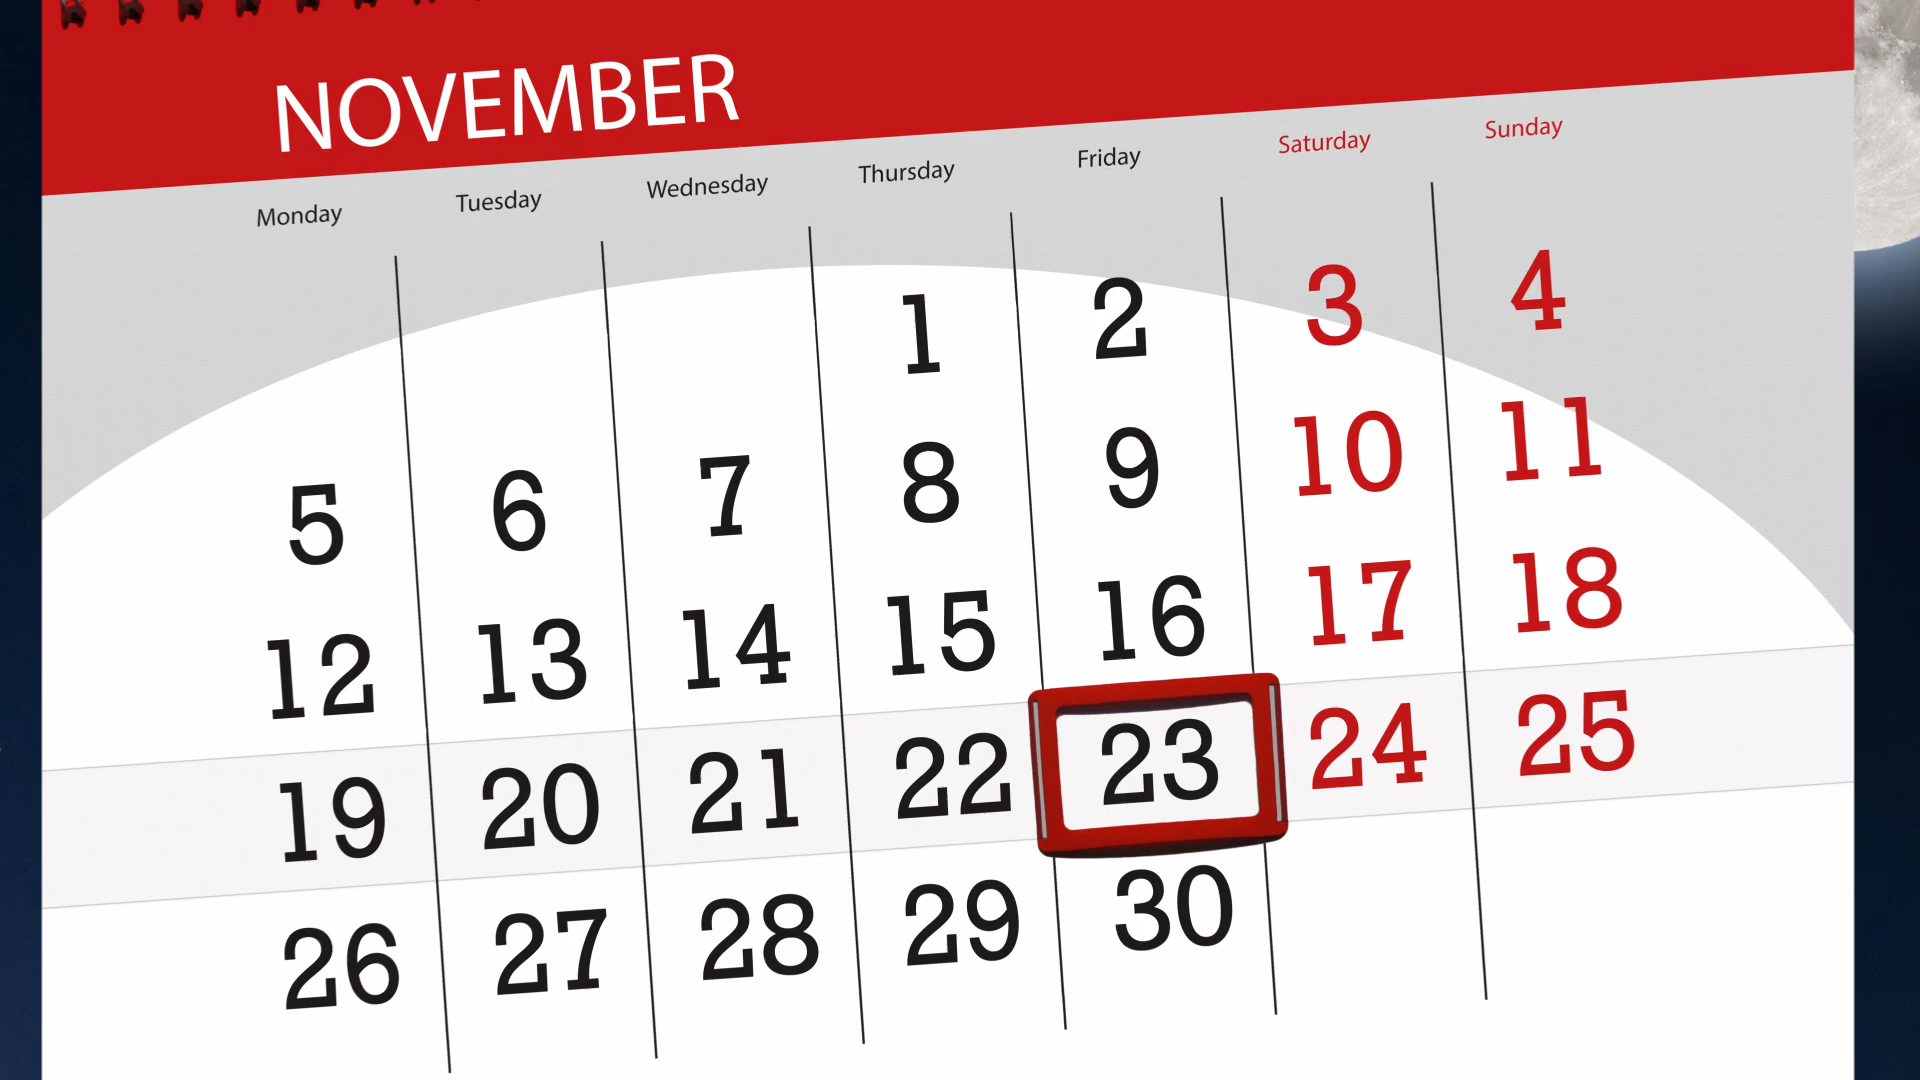 NOVEMBER
Monday Tuesday Wednesday Thursday Friday Saturday Sunday
1 2 3 4
5 6 7 8 9 10 11
12 13 14 15 16 17 18
19 20 21 22 23 24 25
26 27 28 29 30